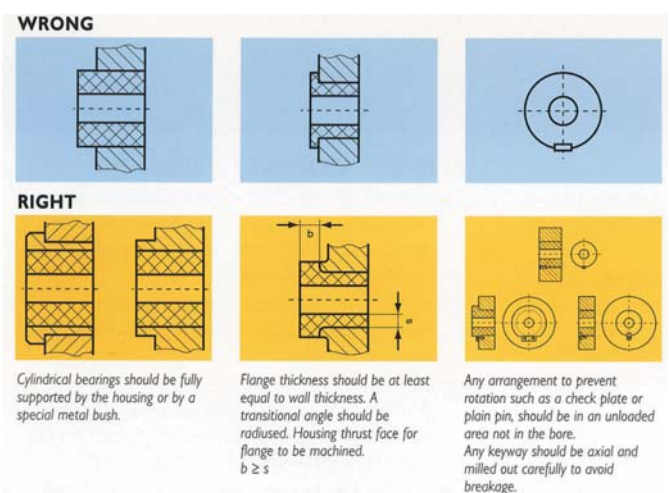 WRONG
RIGHT
b
s
Cylindrical bearings should be fully
supported by the housing or by a
special metal bush.
Flange thickness should be at least
equal to wall thickness. A
transitional angle should be
radiused. Housing thrust face for
flange to be machined.
b ≥ s
Any arrangement to prevent
rotation such as a check plate or
plain pin, should be in an unloaded
area not in the bore.
Any keyway should be axial and
milled out carefully to avoid
breakage.